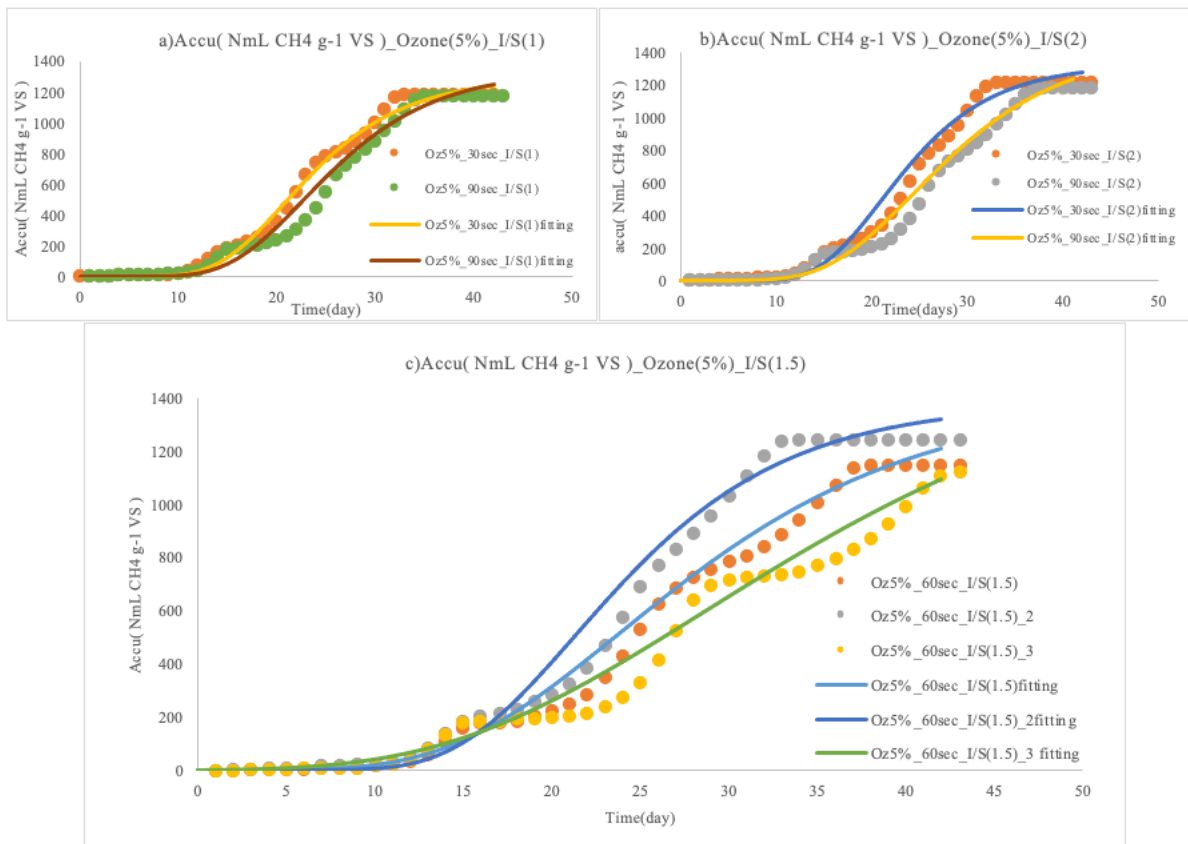 a)Accu( NmL CH4 g-1 VS )_Ozone(5%)_I/S(1)
Accu( NmL CH4 g-1 VS )
1400
1200
1000
800
600
400
200
0
0 10 20 30 40 50
Time(day)
Oz5%_30sec_I/S(1)
Oz5%_90sec_I/S(1)
Oz5%_30sec_I/S(1)fitting
Oz5%_90sec_I/S(1)fitting
b)Accu( NmL CH4 g-1 VS )_Ozone(5%)_I/S(2)
accu( NmL CH4 g-1 VS )
1400
1200
1000
800
600
400
200
0
0 10 20 30 40 50
Time(days)
Oz5%_30sec_I/S(2)
Oz5%_90sec_I/S(2)
Oz5%_30sec_I/S(2)fitting
Oz5%_90sec_I/S(2)fitting
c)Accu( NmL CH4 g-1 VS )_Ozone(5%)_I/S(1.5)
Accu( NmL CH4 g-1 VS )
1400
1200
1000
800
600
400
200
0
0 5 10 15 20 25 30 35 40 45 50
Time(day)
Oz5%_60sec_I/S(1.5)
Oz5%_60sec_I/S(1.5)_2
Oz5%_60sec_I/S(1.5)_3
Oz5%_60sec_I/S(1.5)fitting
Oz5%_60sec_I/S(1.5)_2fitting
Oz5%_60sec_I/S(1.5)_3 fitting